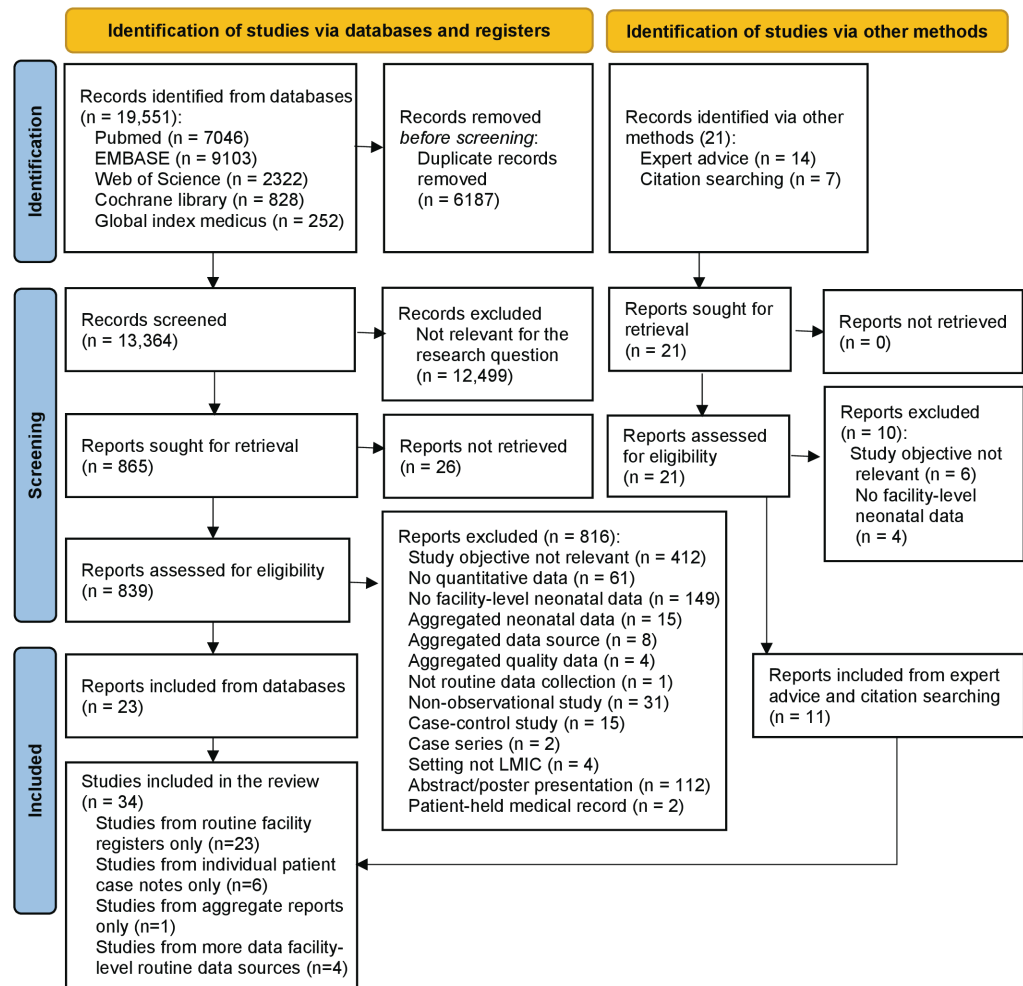 Identification of studies via databases and registers
Identification of studies via other methods
Identification
Records identified from databases
(n = 19,551):
Pubmed (n = 7046)
EMBASE (n = 9103)
Web of Science (n = 2322)
Cochrane library (n = 828)
Global index medicus (n = 252)
Records removed
before screening:
Duplicate records
removed
(n = 6187)
Records identified via other
methods (21):
Expert advice (n = 14)
Citation searching (n = 7)
Screening
Records screened
(n = 13,364)
Records excluded
Not relevant for the
research question
(n = 12,499)
Reports sought for
retrieval
(n = 21)
Reports not retrieved
(n = 0)
Reports sought for retrieval
(n = 865)
Reports not retrieved
(n = 26)
Reports assessed
for eligibility
(n = 21)
Reports excluded
(n = 10):
Study objective not
relevant (n = 6)
No facility-level
neonatal data
(n = 4)
Reports assessed for eligibility
(n = 839)
Reports excluded (n = 816):
Study objective not relevant (n = 412)
No quantitative data (n = 61)
No facility-level neonatal data (n = 149)
Aggregated neonatal data (n = 15)
Aggregated data source (n = 8)
Aggregated quality data (n = 4)
Not routine data collection (n = 1)
Non-observational study (n = 31)
Case-control study (n = 15)
Case series (n = 2)
Setting not LMIC (n = 4)
Abstract/poster presentation (n = 112)
Patient-held medical record (n = 2)
Included
Reports included from databases
(n = 23)
Reports included from expert
advice and citation searching
(n = 11)
Studies included in the review
(n = 34)
Studies from routine facility
registers only (n=23)
Studies from individual patient
case notes only (n=6)
Studies from aggregate reports
only (n=1)
Studies from more data facility-
level routine data sources (n=4)